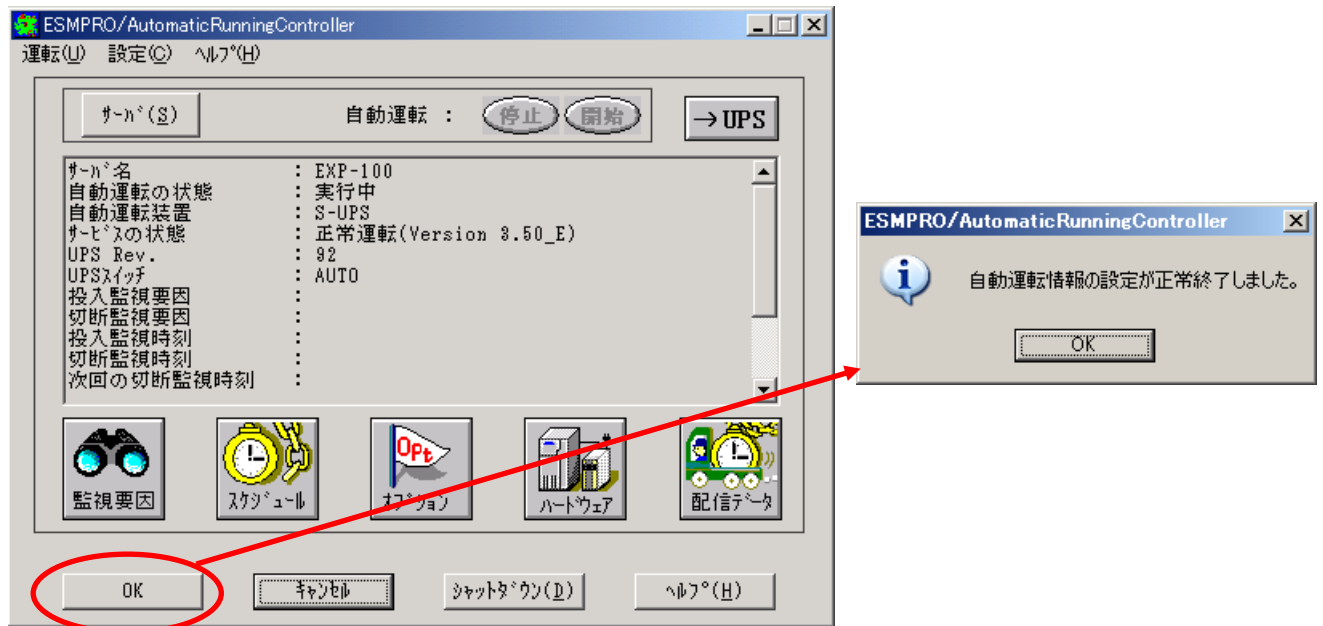 ESMPRO/AutomaticRunningController
運転(U) 設定(C) ﾍﾙﾌﾟ(H)
ｻｰﾊﾞ(S) 自動運転 : 停止 開始 →UPS
ｻｰﾊﾞ名 : EXP-100
自動運転の状態 : 実行中
自動運転装置 : S-UPS
ｻｰﾋﾞｽの状態 : 正常運転(Version 3.50_E)
UPS Rev. : 92
UPSｽｲｯﾁ : AUTO
投入監視要因 :
切断監視要因 :
投入監視時刻 :
切断監視時刻 :
次回の切断監視時刻 :
監視要因 ｽｹｼﾞｭｰﾙ OPt ｵﾌﾟｼｮﾝ ﾊｰﾄﾞｳｪｱ 配信ﾃﾞｰﾀ
OK ｷｬﾝｾﾙ ｼｬｯﾄﾀﾞｳﾝ(D) ﾍﾙﾌﾟ(H)
ESMPRO/AutomaticRunningController
自動運転情報の設定が正常終了しました。
OK